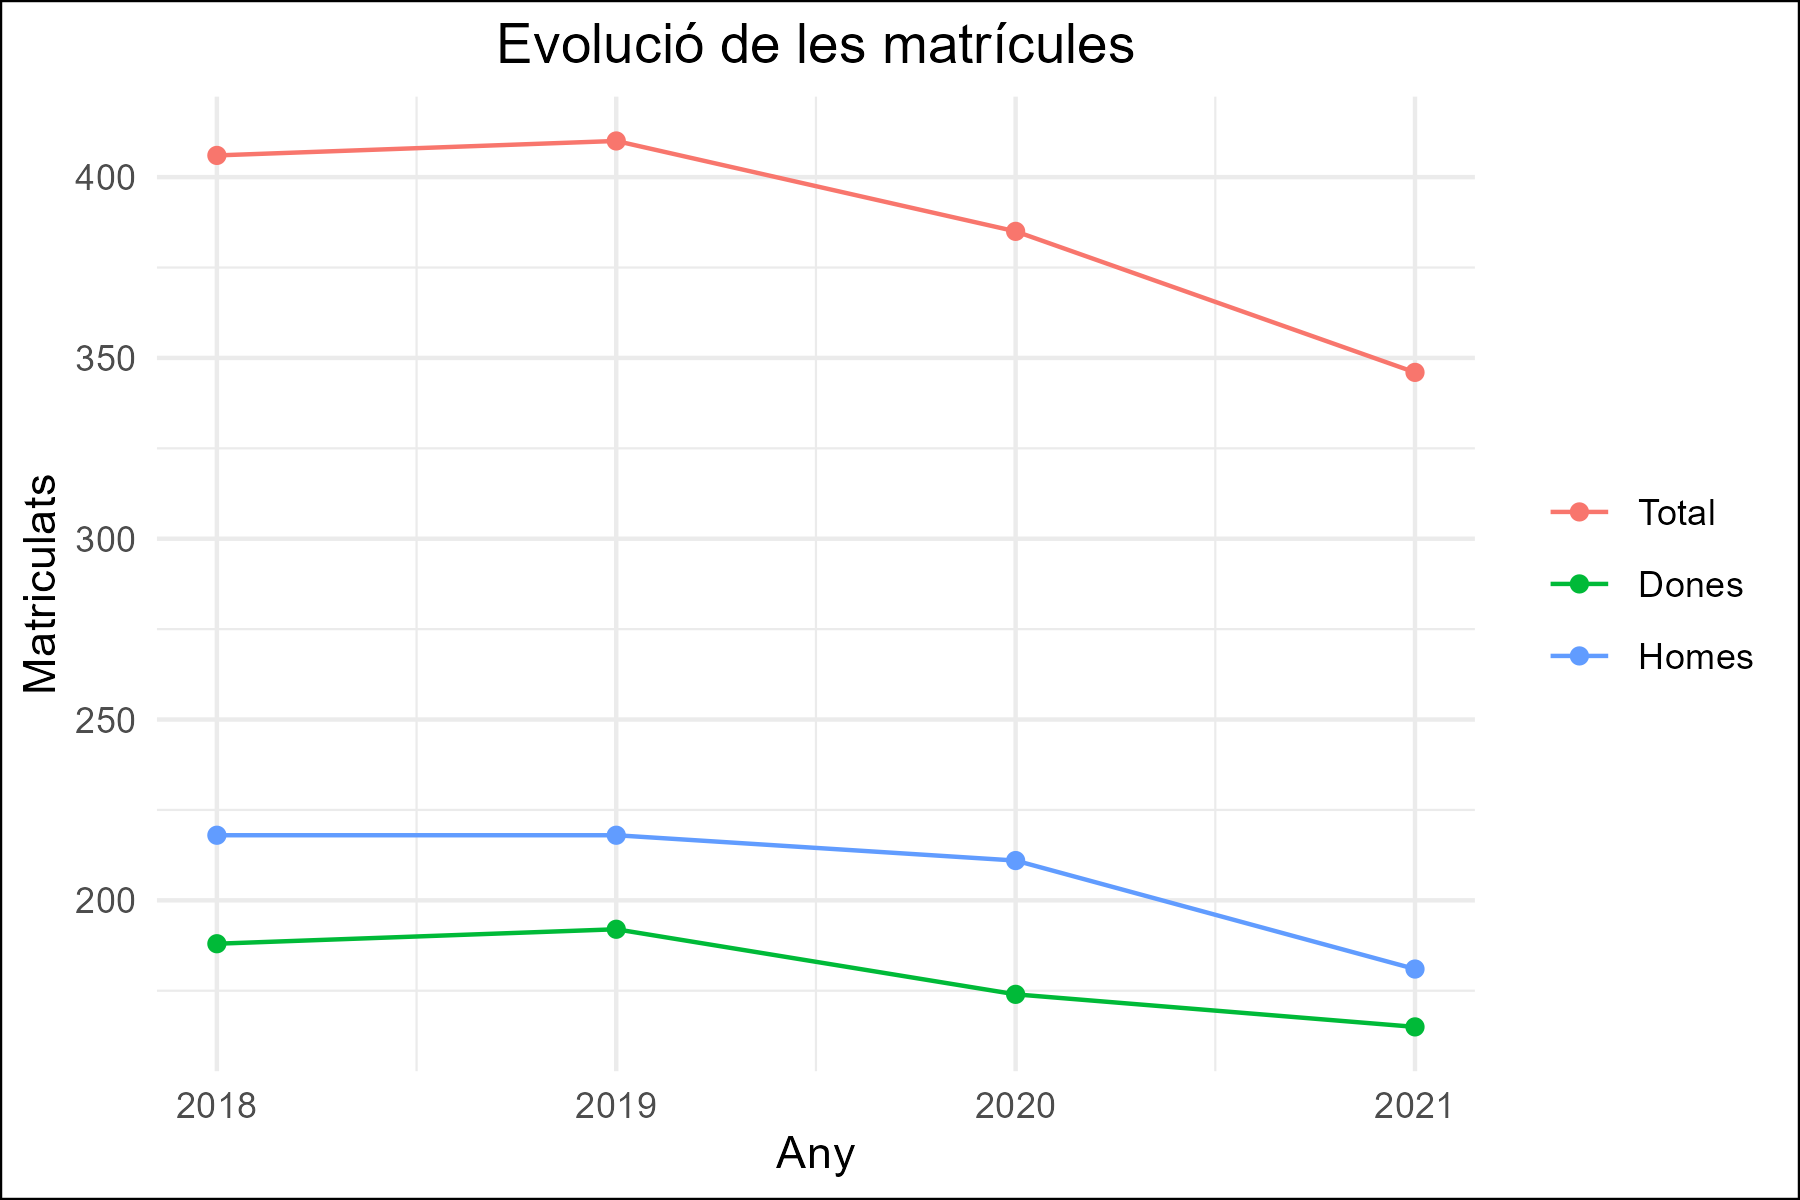 Evolució de les matrícules
400
350
300
250
200
Matriculats
2018
2019
2020
2021
Any
Total
Dones
Homes